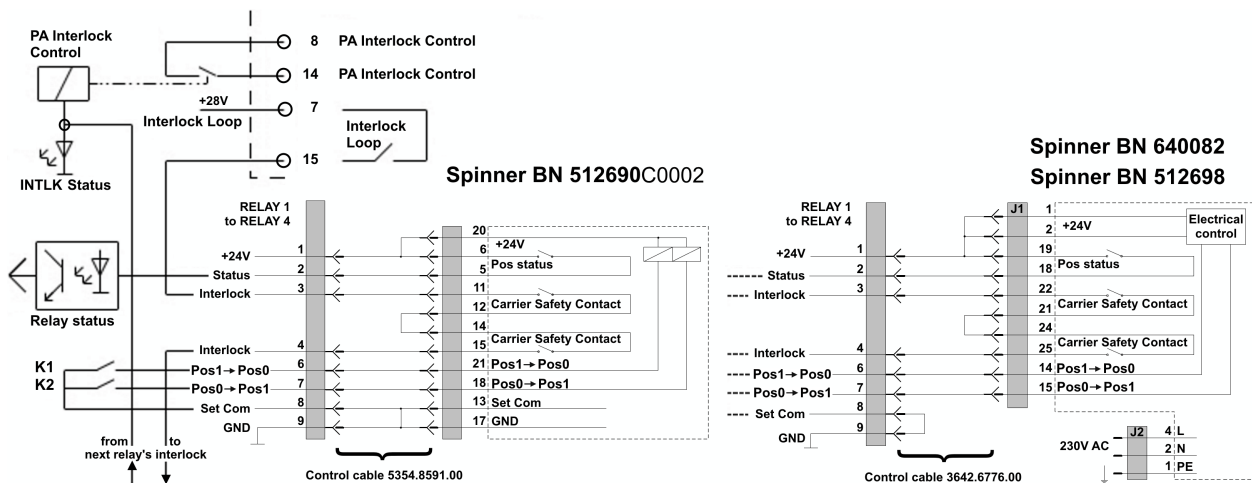 PA Interlock
Control
8 PA Interlock Control
14 PA Interlock Control
+28V
7
Interlock Loop
Interlock
Loop
15
INTLK Status
Relay status
K1
K2
from to
next relay's interlock
Spinner BN 512690C0002
RELAY 1
to RELAY 4
+24V 1
Status 2
Interlock 3
Interlock 4
Pos1→Pos0 6
Pos0→Pos1 7
Set Com 8
GND 9
20
6 +24V
5 Pos status
11
12 Carrier Safety Contact
14
15 Carrier Safety Contact
21 Pos1→Pos0
18 Pos0→Pos1
13 Set Com
17 GND
Control cable 5354.8591.00
Spinner BN 640082
Spinner BN 512698
RELAY 1
to RELAY 4
+24V 1
Status 2
Interlock 3
Interlock 4
Pos1→Pos0 6
Pos0→Pos1 7
Set Com 8
GND 9
J1
1
2 +24V
Electrical
control
19
18 Pos status
22
21 Carrier Safety Contact
24
25 Carrier Safety Contact
14 Pos1→Pos0
15 Pos0→Pos1
230V AC
J2
4 L
2 N
1 PE
Control cable 3642.6776.00